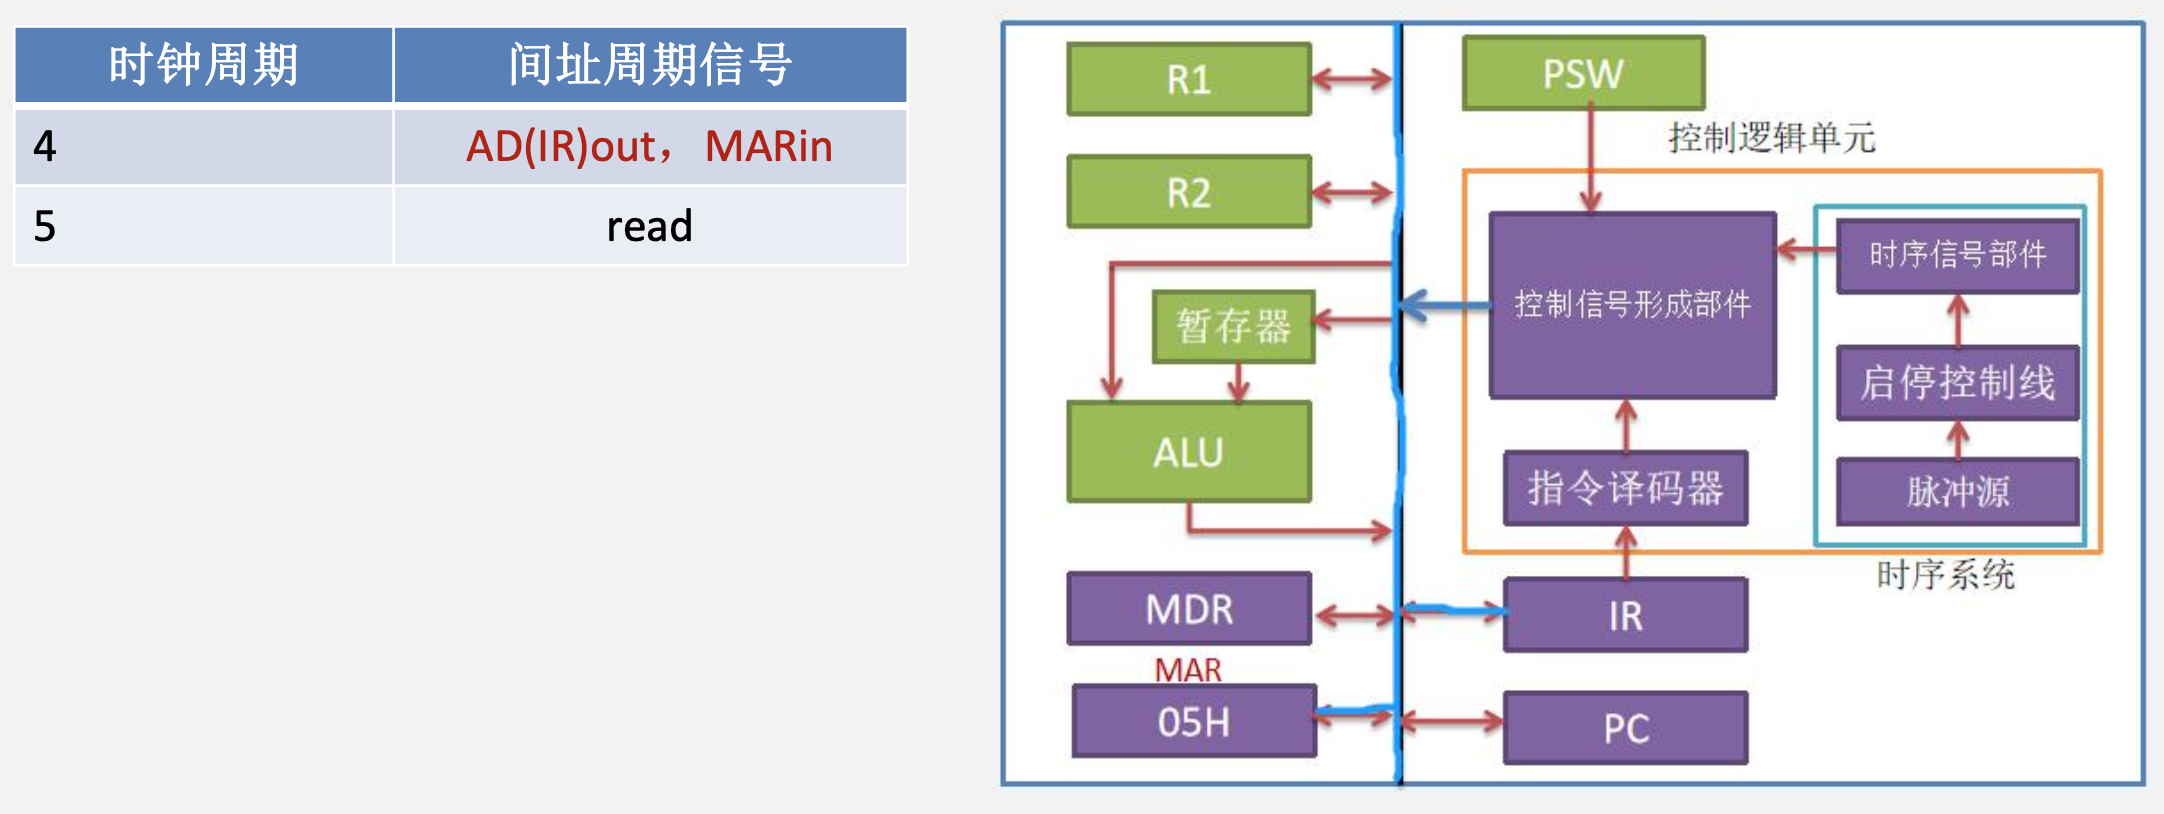 时钟周期 间址周期信号
4 AD(IR)out，MARin
5 read
R1
R2
暂存器
ALU
MDR
MAR
05H
PSW
控制逻辑单元
控制信号形成部件
时序信号部件
启停控制线
指令译码器
脉冲源
时序系统
IR
PC